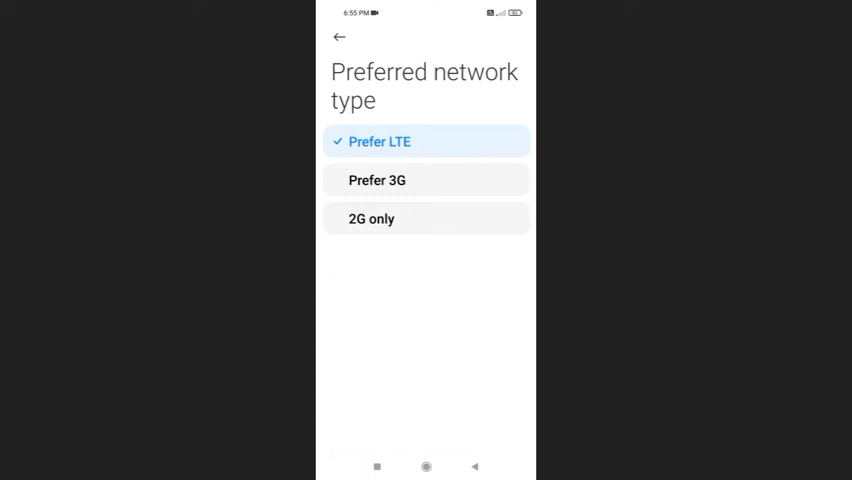 6:55 PM
Preferred network
type
Prefer LTE
Prefer 3G
2G only